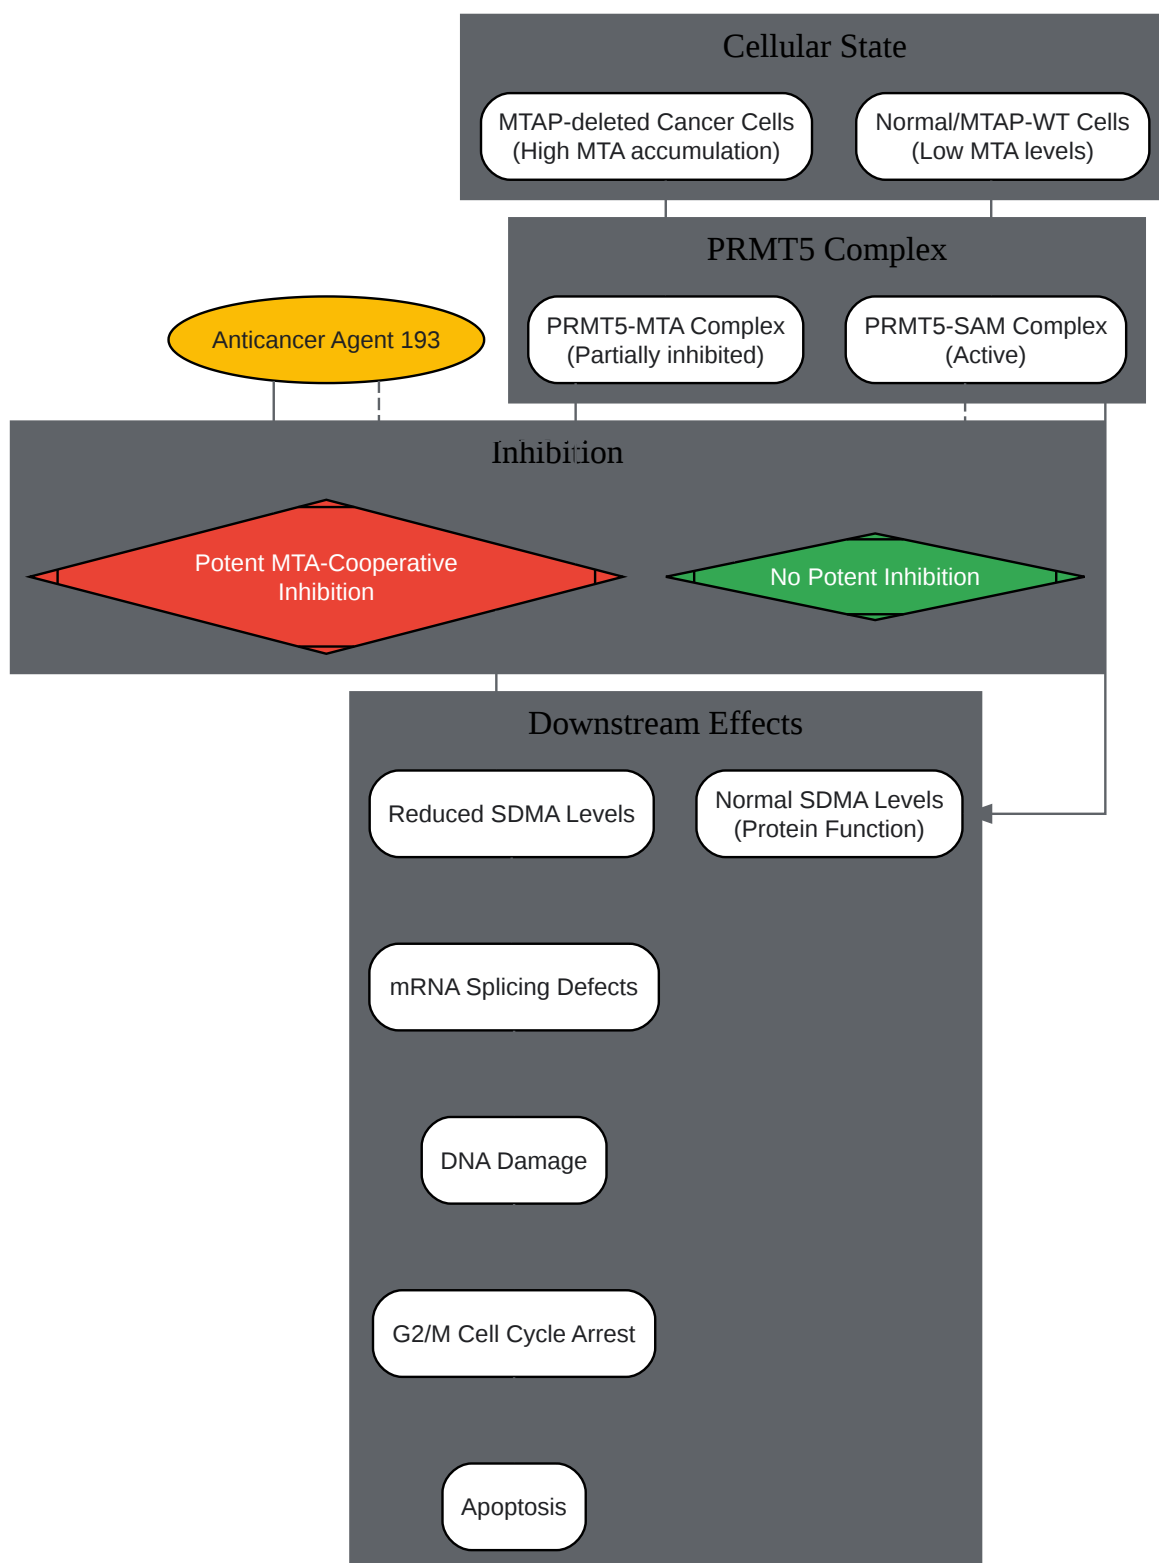 Cellular State
MTAP-deleted Cancer Cells
(High MTA accumulation)
Normal/MTAP-WT Cells
(Low MTA levels)
PRMT5 Complex
Anticancer Agent 193
PRMT5-MTA Complex
(Partially inhibited)
PRMT5-SAM Complex
(Active)
Inhibition
Potent MTA-Cooperative
Inhibition
No Potent Inhibition
Downstream Effects
Reduced SDMA Levels
Normal SDMA Levels
(Protein Function)
mRNA Splicing Defects
DNA Damage
G2/M Cell Cycle Arrest
Apoptosis